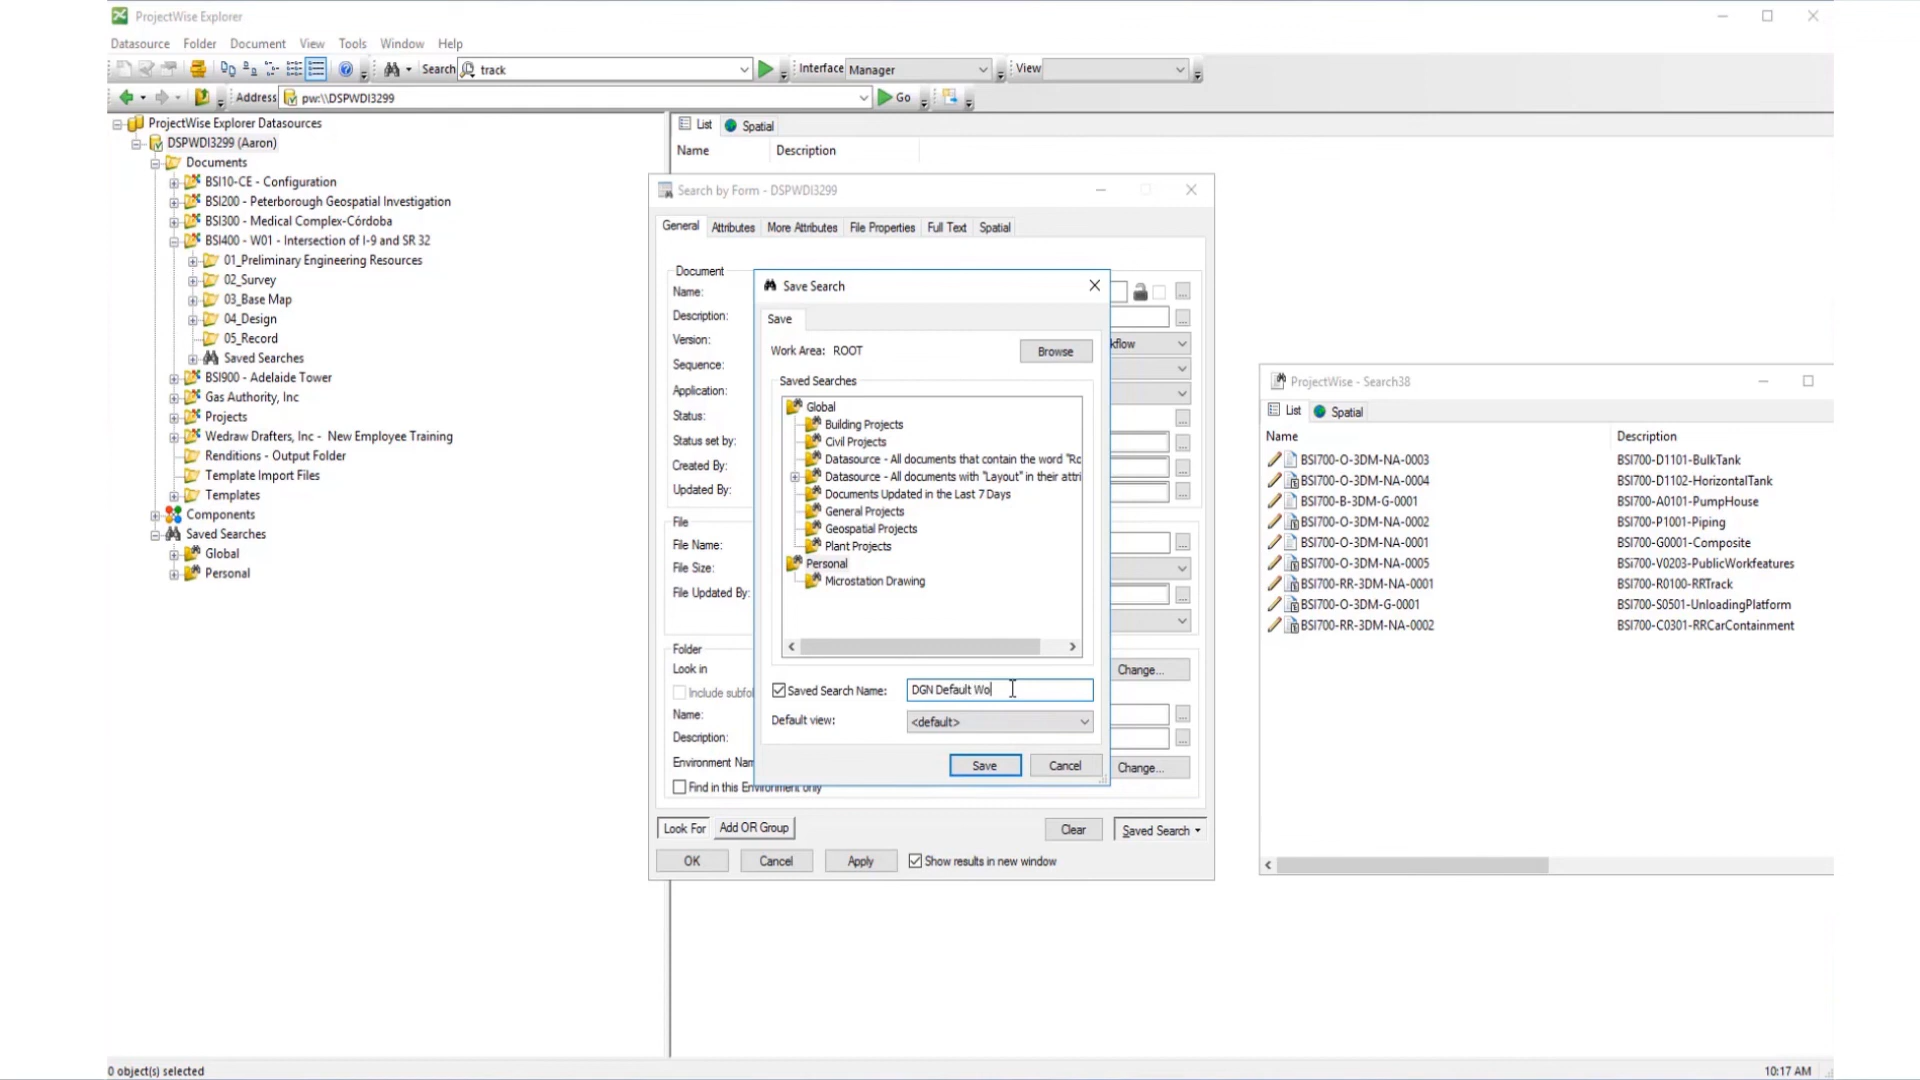 ProjectWise Explorer
Datasource Folder Document View Tools Window Help
Search track Interface Manager View
Address pw:\\DSPWDI3299 Go
ProjectWise Explorer Datasources
DSPWDI3299 (Aaron)
Documents
BSI10-CE - Configuration
BSI200 - Peterborough Geospatial Investigation
BSI300 - Medical Complex-Córdoba
BSI400 - W01 - Intersection of I-9 and SR 32
01_Preliminary Engineering Resources
02_Survey
03_Base Map
04_Design
05_Record
Saved Searches
BSI900 - Adelaide Tower
Gas Authority, Inc
Projects
Wedraw Drafters, Inc - New Employee Training
Renditions - Output Folder
Template Import Files
Templates
Components
Saved Searches
Global
Personal
List Spatial
Name Description
Search by Form - DSPWDI3299
General Attributes More Attributes File Properties Full Text Spatial
Document
Name:
Description:
Version:
kflow
Sequence:
Application:
Status:
Status set by:
Created By:
Updated By:
File
File Name:
File Size:
File Updated By:
Folder
Look in
Change...
Include subfol
Name:
Description:
Environment Nam
Change...
Find in this Environment only
Look For Add OR Group Clear Saved Search
OK Cancel Apply Show results in new window
Save Search
Save
Work Area: ROOT Browse
Saved Searches
Global
Building Projects
Civil Projects
Datasource - All documents that contain the word "Rc
Datasource - All documents with "Layout" in their attri
Documents Updated in the Last 7 Days
General Projects
Geospatial Projects
Plant Projects
Personal
Microstation Drawing
Saved Search Name: DGN Default Wo
Default view: <default>
Save Cancel
ProjectWise - Search38
List Spatial
Name Description
BSI700-O-3DM-NA-0003 BSI700-D1101-BulkTank
BSI700-O-3DM-NA-0004 BSI700-D1102-HorizontalTank
BSI700-B-3DM-G-0001 BSI700-A0101-PumpHouse
BSI700-O-3DM-NA-0002 BSI700-P1001-Piping
BSI700-O-3DM-NA-0001 BSI700-G0001-Composite
BSI700-O-3DM-NA-0005 BSI700-V0203-PublicWorkfeatures
BSI700-RR-3DM-NA-0001 BSI700-R0100-RRTrack
BSI700-O-3DM-G-0001 BSI700-S0501-UnloadingPlatform
BSI700-RR-3DM-NA-0002 BSI700-C0301-RRCarContainment
0 object(s) selected 10:17 AM